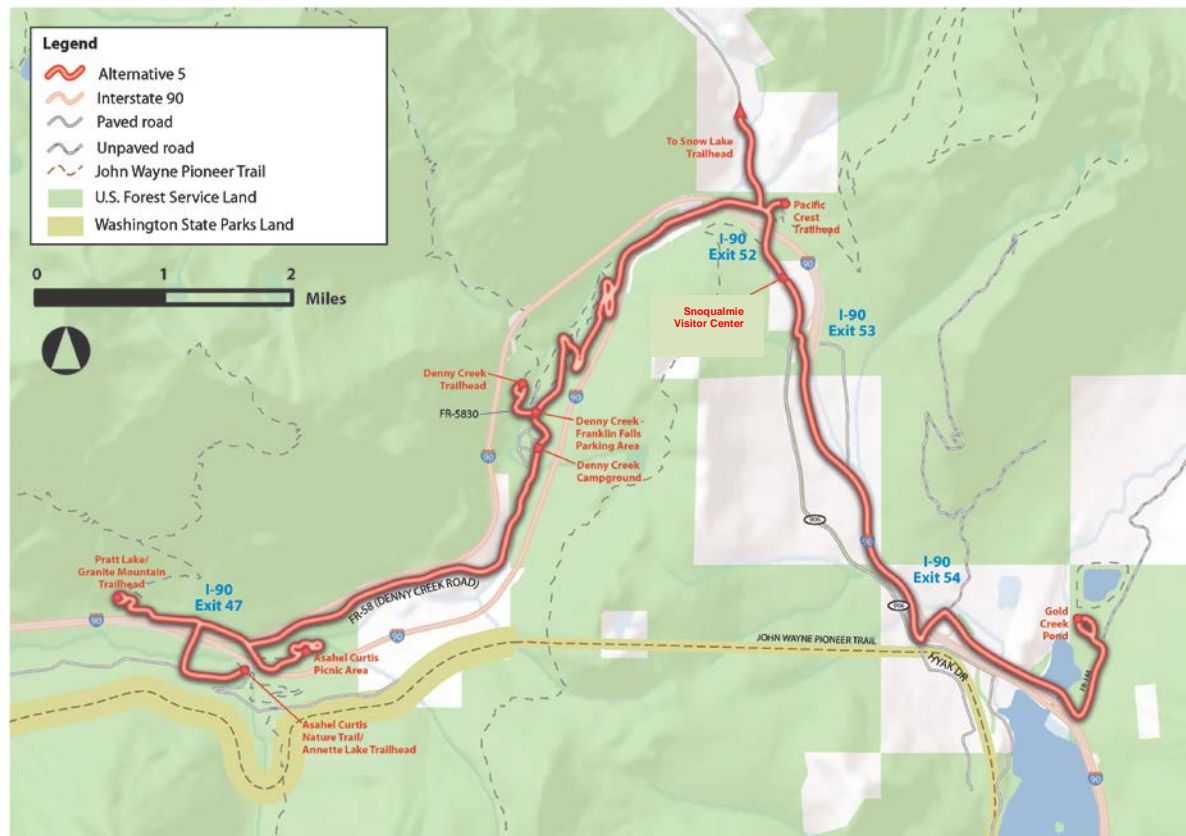 Legend
Alternative 5
Interstate 90
Paved road
Unpaved road
John Wayne Pioneer Trail
U.S. Forest Service Land
Washington State Parks Land
0
1
2
Miles
To Snow Lake
Trailhead
Pacific
Crest
Trailhead
I-90
Exit 52
90
Snoqualmie
Visitor Center
I-90
Exit 53
90
Denny Creek
Trailhead
FR-5830
90
90
Denny Creek -
Franklin Falls
Parking Area
Denny Creek
Campground
906
90
Pratt Lake/
Granite Mountain
Trailhead
I-90
Exit 47
FR-58 (DENNY CREEK ROAD)
I-90
Exit 54
906
Gold
Creek
Pond
90
90
Asahel Curtis
Picnic Area
JOHN WAYNE PIONEER TRAIL
HYAK DR
Asahel Curtis
Nature Trail/
Annette Lake Trailhead
90